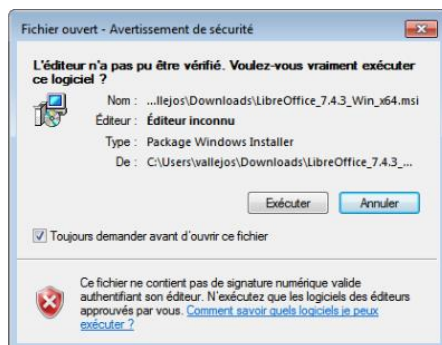 Fichier ouvert - Avertissement de sécurité
L'éditeur n'a pas pu être vérifié. Voulez-vous vraiment exécuter
ce logiciel ?
Nom : ...llejos\Downloads\LibreOffice_7.4.3_Win_x64.msi
Éditeur : Éditeur inconnu
Type : Package Windows Installer
De : C:\Users\vallejos\Downloads\LibreOffice_7.4.3_...
Exécuter Annuler
Toujours demander avant d'ouvrir ce fichier
Ce fichier ne contient pas de signature numérique valide
authentifiant son éditeur. N'exécutez que les logiciels des éditeurs
approuvés par vous. Comment savoir quels logiciels je peux
exécuter ?